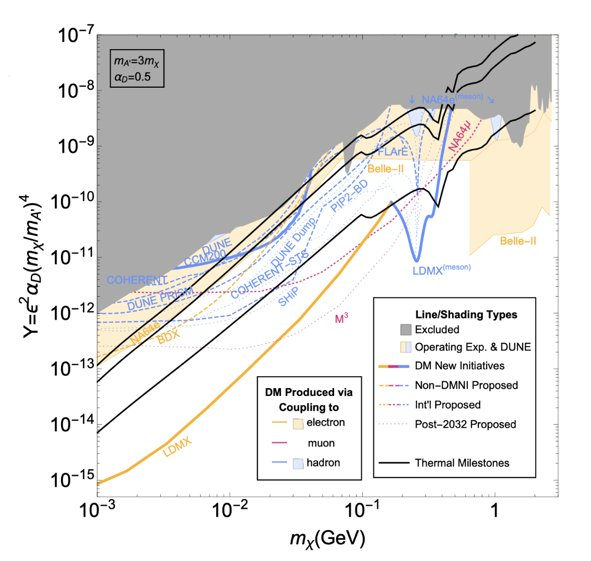 Y=ϵ²α_D(mχ/m_A')⁴
10⁻⁷
10⁻⁸
10⁻⁹
10⁻¹⁰
10⁻¹¹
10⁻¹²
10⁻¹³
10⁻¹⁴
10⁻¹⁵
m_A'=3mχ
α_D=0.5
NA64e(meson)
NA64μ
FLArE
Belle-II
PIP2-BD
Belle-II
DUNE
CCM200
DUNE Dump
LDMX(meson)
COHERENT
COHERENT-STS
DUNE PRISM
SHIP
NA64e
BDX
M³
LDMX
Line/Shading Types
Excluded
Operating Exp. & DUNE
DM New Initiatives
Non-DMNI Proposed
Int'l Proposed
Post-2032 Proposed
Thermal Milestones
DM Produced via
Coupling to
electron
muon
hadron
10⁻³
10⁻²
10⁻¹
1
mχ(GeV)